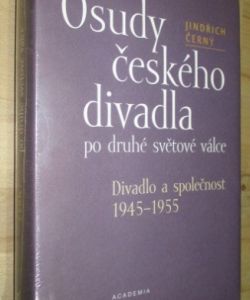 Osudy
JINDŘICH
ČERNÝ
českého
divadla
po druhé světové válce
Divadlo a společnost
1945–1955
ACADEMIA